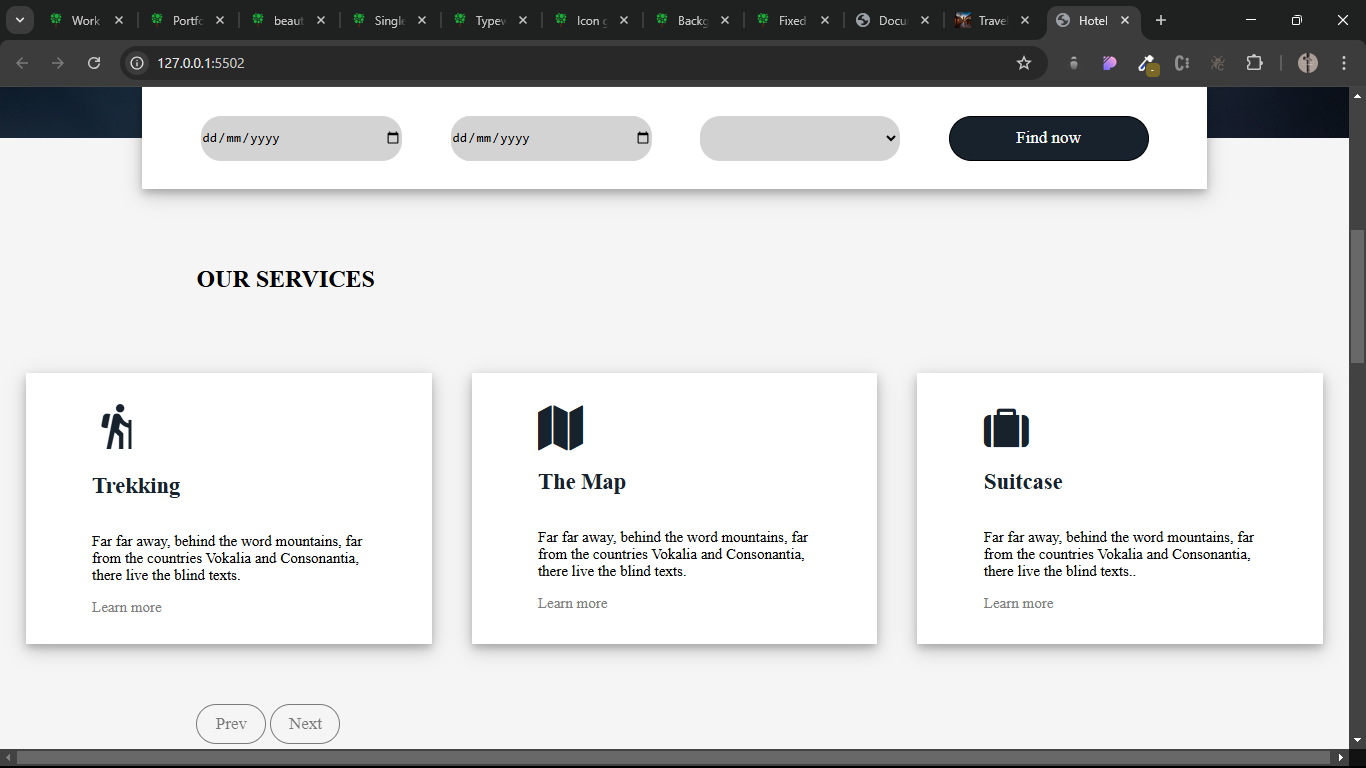 Work
Portfo
beaut
Single
Typew
Icon g
Backg
Fixed
Docu
Travel
Hotel
127.0.0.1:5502
dd/mm/yyyy
dd/mm/yyyy
Find now
OUR SERVICES
Trekking
Far far away, behind the word mountains, far
from the countries Vokalia and Consonantia,
there live the blind texts.
Learn more
The Map
Far far away, behind the word mountains, far
from the countries Vokalia and Consonantia,
there live the blind texts.
Learn more
Suitcase
Far far away, behind the word mountains, far
from the countries Vokalia and Consonantia,
there live the blind texts..
Learn more
Prev
Next